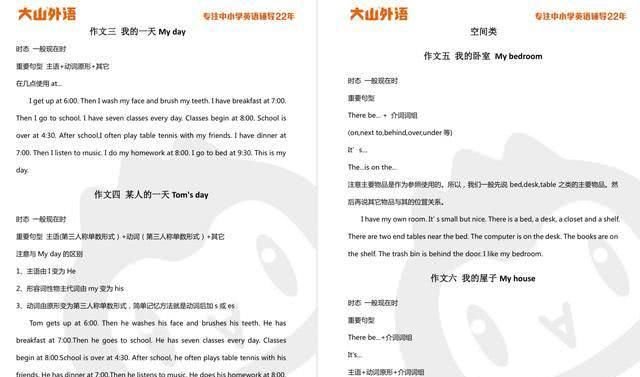 大山外语
专注中小学英语辅导22年
作文三 我的一天 My day
时态 一般现在时
重要句型 主语+动词原形+其它
在几点使用 at...
I get up at 6:00. Then I wash my face and brush my teeth. I have breakfast at 7:00.
Then I go to school. I have seven classes every day. Classes begin at 8:00. School is
over at 4:30. After school,I often play table tennis with my friends. I have dinner at
7:00. Then I listen to music. I do my homework at 8:00. I go to bed at 9:30. This is my
day.
作文四 某人的一天 Tom's day
时态 一般现在时
重要句型 主语(第三人称单数形式)+动词（第三人称单数形式）+其它
注意与 My day 的区别
1、主语由 I 变为 He
2、形容词性物主代词由 my 变为 his
3、动词由原形变为第三人称单数形式，简单记忆方法就是动词后加 s 或 es
Tom gets up at 6:00. Then he washes his face and brushes his teeth. He has
breakfast at 7:00.Then he goes to school. He has seven classes every day. Classes
begin at 8:00.School is over at 4:30. After school, he often plays table tennis with his
friends. He has dinner at 7:00.Then he listens to music. He does his homework at 8:00.
大山外语
专注中小学英语辅导22年
空间类
作文五 我的卧室 My bedroom
时态 一般现在时
重要句型
There be... + 介词词组
(on,next to,behind,over,under 等)
It' s...
The...is on the...
注意主要物品是作为参照使用的。所以，我们一般先说 bed,desk,table 之类的主要物品。然
后再说其它物品与其的位置关系。
I have my own room. It' s small but nice. There is a bed, a desk, a closet and a shelf.
There are two end tables near the bed. The computer is on the desk. The books are on
the shelf. The trash bin is behind the door. I like my bedroom.
作文六 我的屋子 My house
时态 一般现在时
重要句型
There be...+介词词组
It's...
主语+动词原形+介词词组